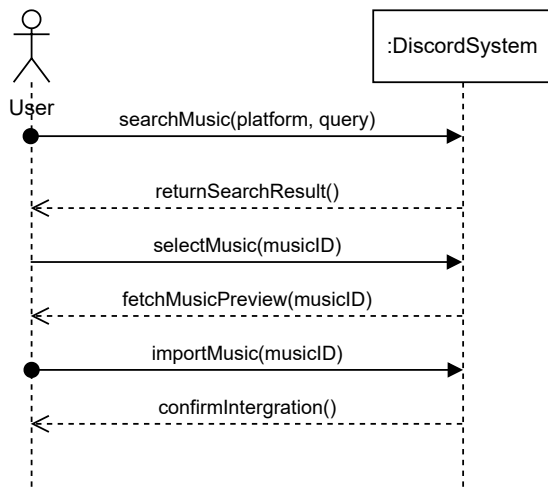 :DiscordSystem
User
searchMusic(platform, query)
returnSearchResult()
selectMusic(musicID)
fetchMusicPreview(musicID)
importMusic(musicID)
confirmIntergration()